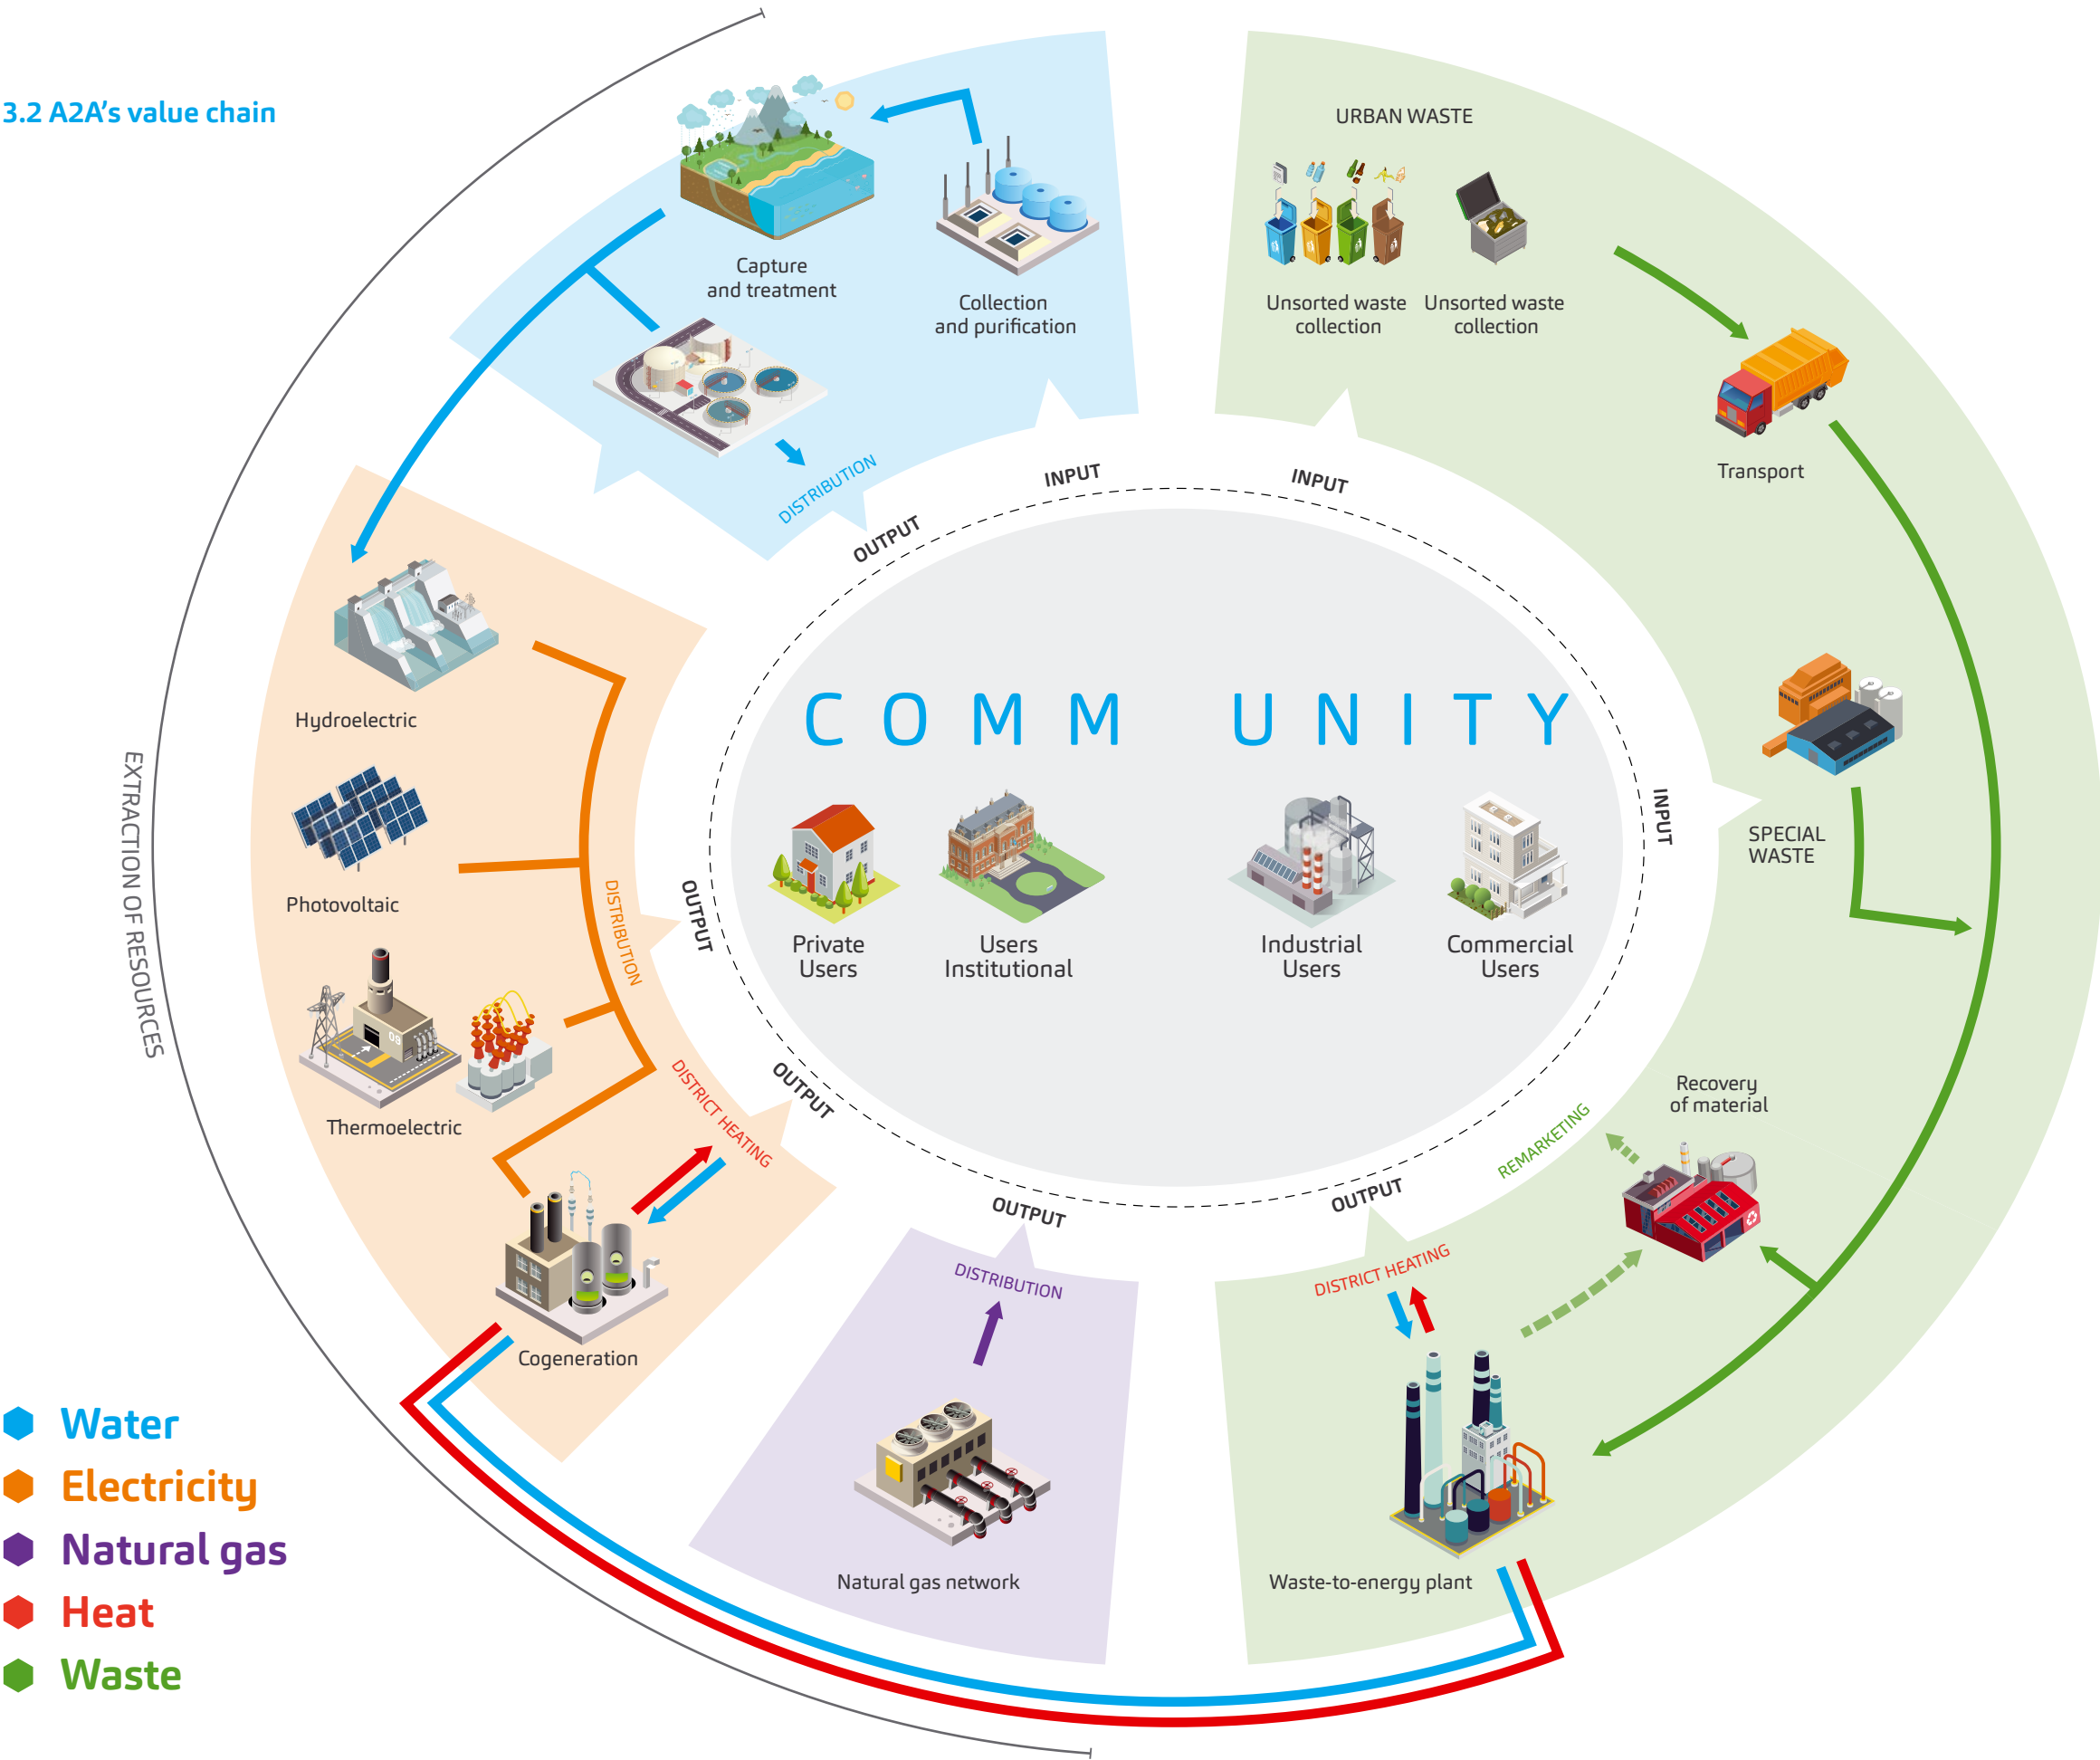 3.2 A2A's value chain
Capture
and treatment
Collection
and purification
DISTRIBUTION
URBAN WASTE
Unsorted waste
collection
Unsorted waste
collection
Transport
INPUT
INPUT
OUTPUT
COMMUNITY
Private
Users
Users
Institutional
Industrial
Users
Commercial
Users
INPUT
SPECIAL
WASTE
EXTRACTION OF RESOURCES
Hydroelectric
Photovoltaic
Thermoelectric
DISTRIBUTION
OUTPUT
OUTPUT
DISTRICT HEATING
Cogeneration
OUTPUT
DISTRIBUTION
Natural gas network
OUTPUT
REMARKETING
Recovery
of material
DISTRICT HEATING
Waste-to-energy plant
Water
Electricity
Natural gas
Heat
Waste